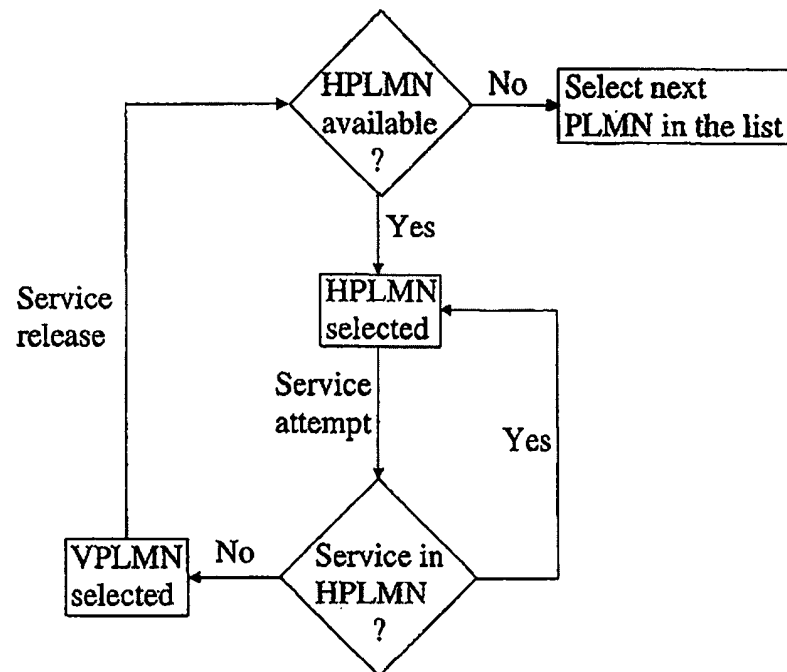 HPLMN
available
?
No
Select next
PLMN in the list
Yes
HPLMN
selected
Service
release
Service
attempt
Yes
Service in
HPLMN
?
No
VPLMN
selected